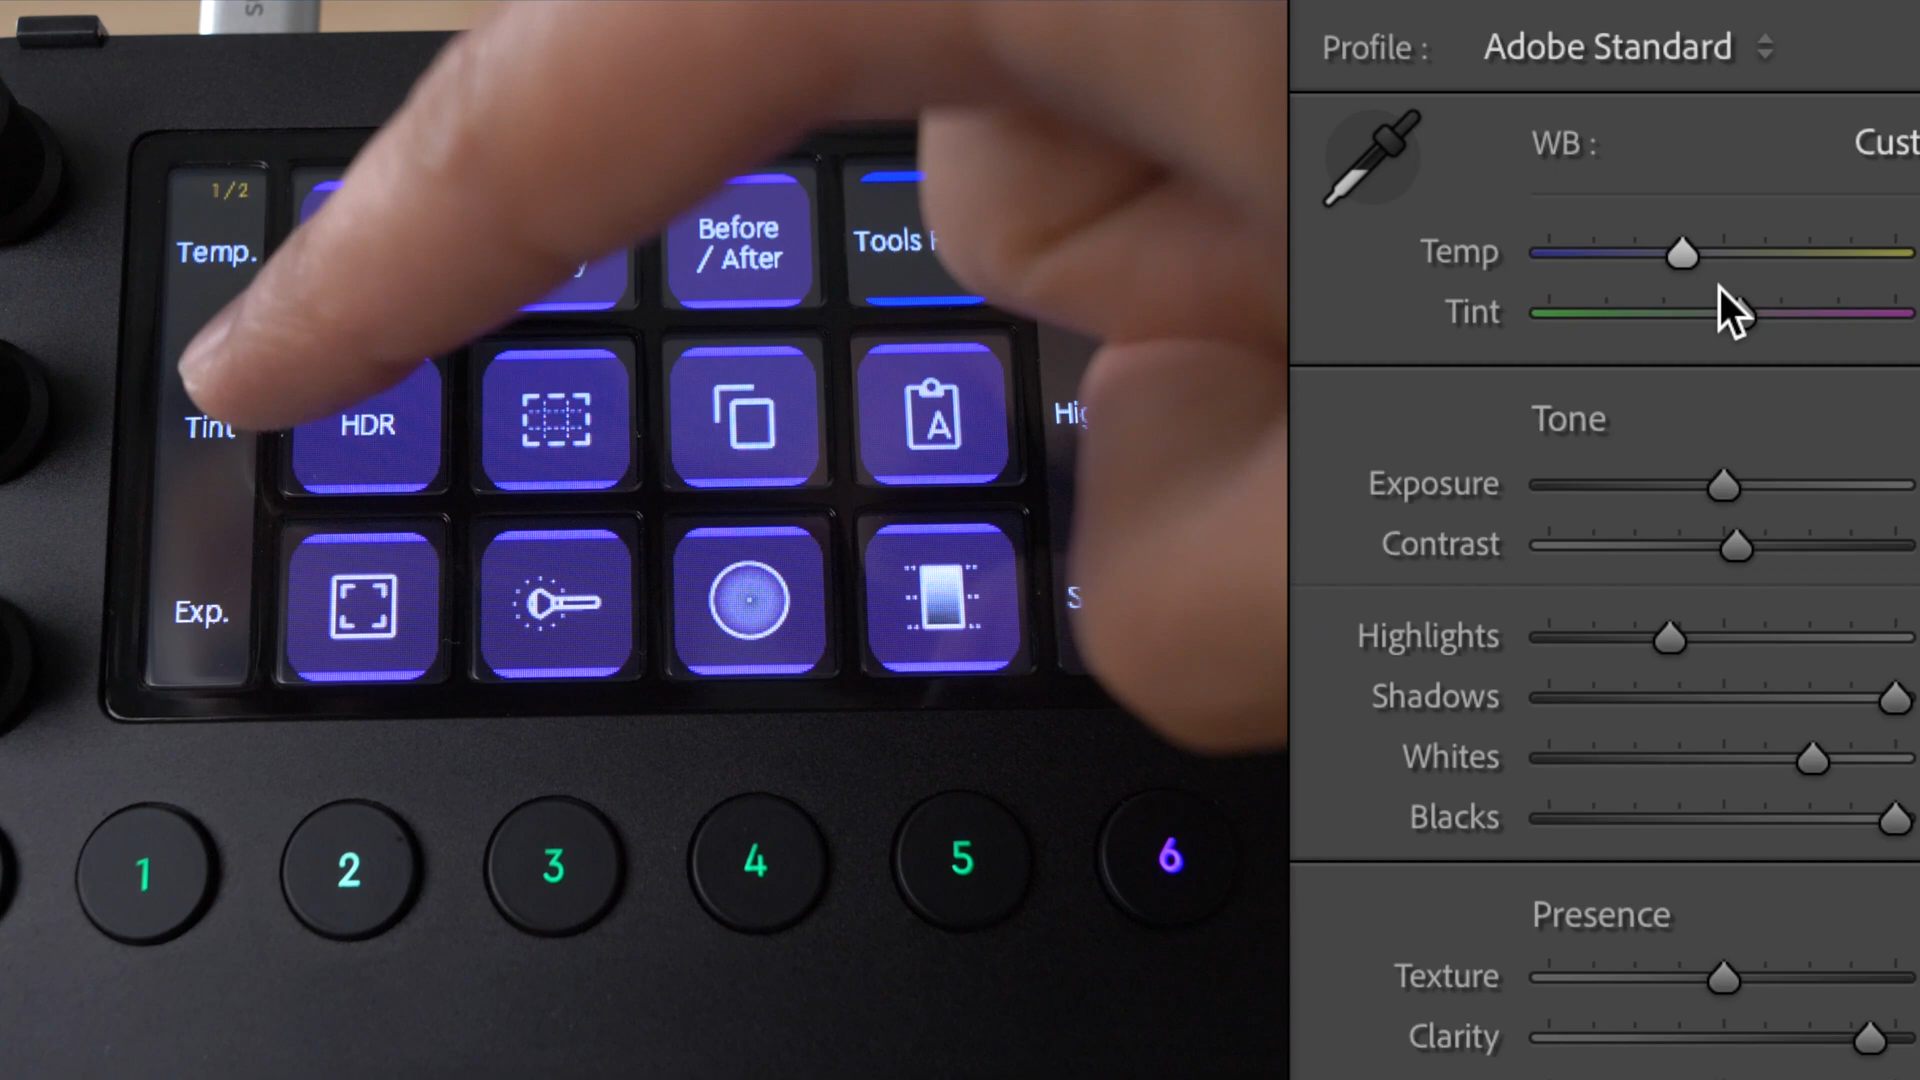 1/2
Temp.
Before
/ After
Tools
Tint
HDR
Exp.
1
2
3
4
5
6
Profile : Adobe Standard
WB : Cust
Temp
Tint
Tone
Exposure
Contrast
Highlights
Shadows
Whites
Blacks
Presence
Texture
Clarity